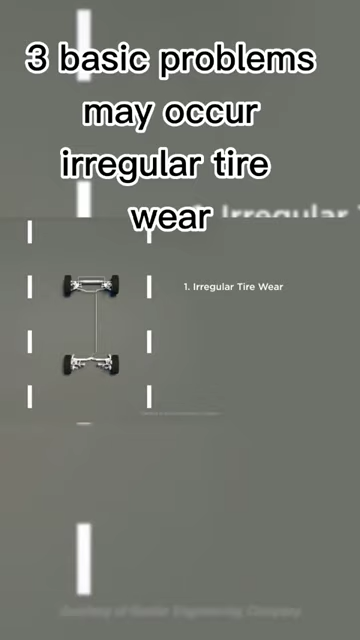 3 basic problems
may occur
irregular tire
wear
1. Irregular Tire Wear